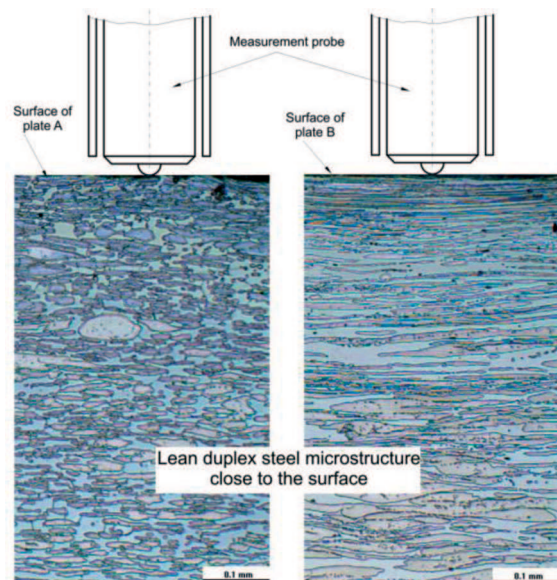 Measurement probe
Surface of
plate A
Surface of
plate B
Lean duplex steel microstructure
close to the surface
0.1 mm
0.1 mm